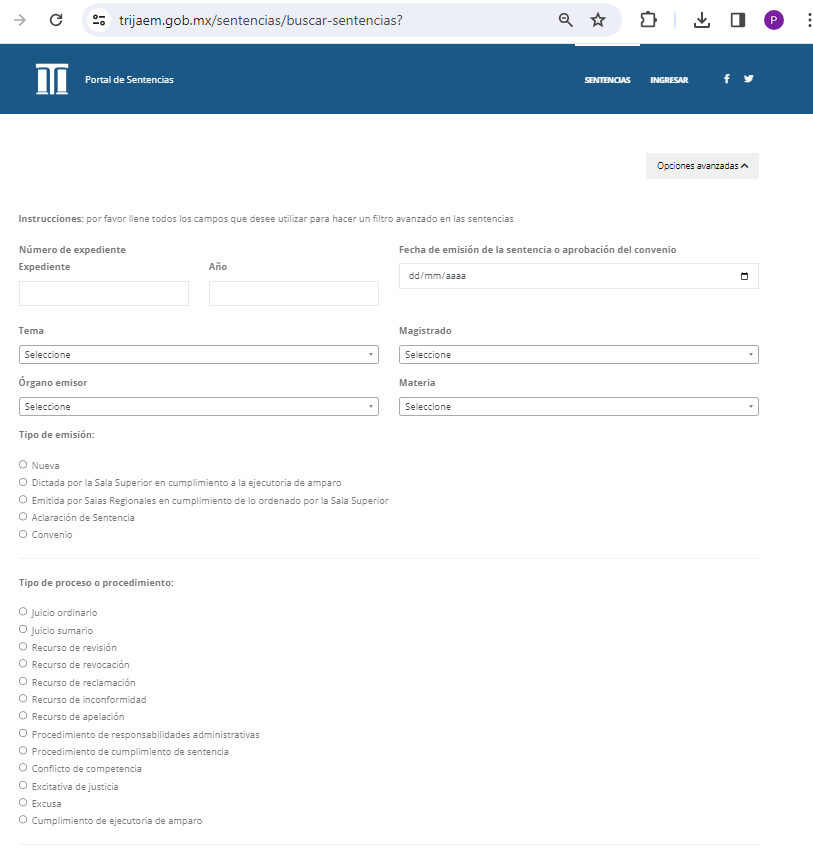 trijaem.gob.mx/sentencias/buscar-sentencias?
P
Portal de Sentencias
SENTENCIAS INGRESAR
Opciones avanzadas
Instrucciones: por favor llene todos los campos que desee utilizar para hacer un filtro avanzado en las sentencias
Número de expediente
Fecha de emisión de la sentencia o aprobación del convenio
Expediente Año
dd/mm/aaaa
Tema Magistrado
Seleccione Seleccione
Órgano emisor Materia
Seleccione Seleccione
Tipo de emisión:
Nueva
Dictada por la Sala Superior en cumplimiento a la ejecutoria de amparo
Emitida por Salas Regionales en cumplimiento de lo ordenado por la Sala Superior
Aclaración de Sentencia
Convenio
Tipo de proceso o procedimiento:
Juicio ordinario
Juicio sumario
Recurso de revisión
Recurso de revocación
Recurso de reclamación
Recurso de inconformidad
Recurso de apelación
Procedimiento de responsabilidades administrativas
Procedimiento de cumplimiento de sentencia
Conflicto de competencia
Excitativa de justicia
Excusa
Cumplimiento de ejecutoria de amparo